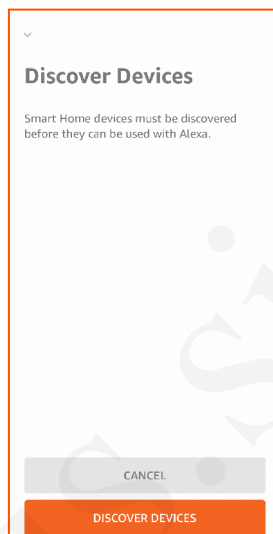 Discover Devices
Smart Home devices must be discovered
before they can be used with Alexa.
CANCEL
DISCOVER DEVICES